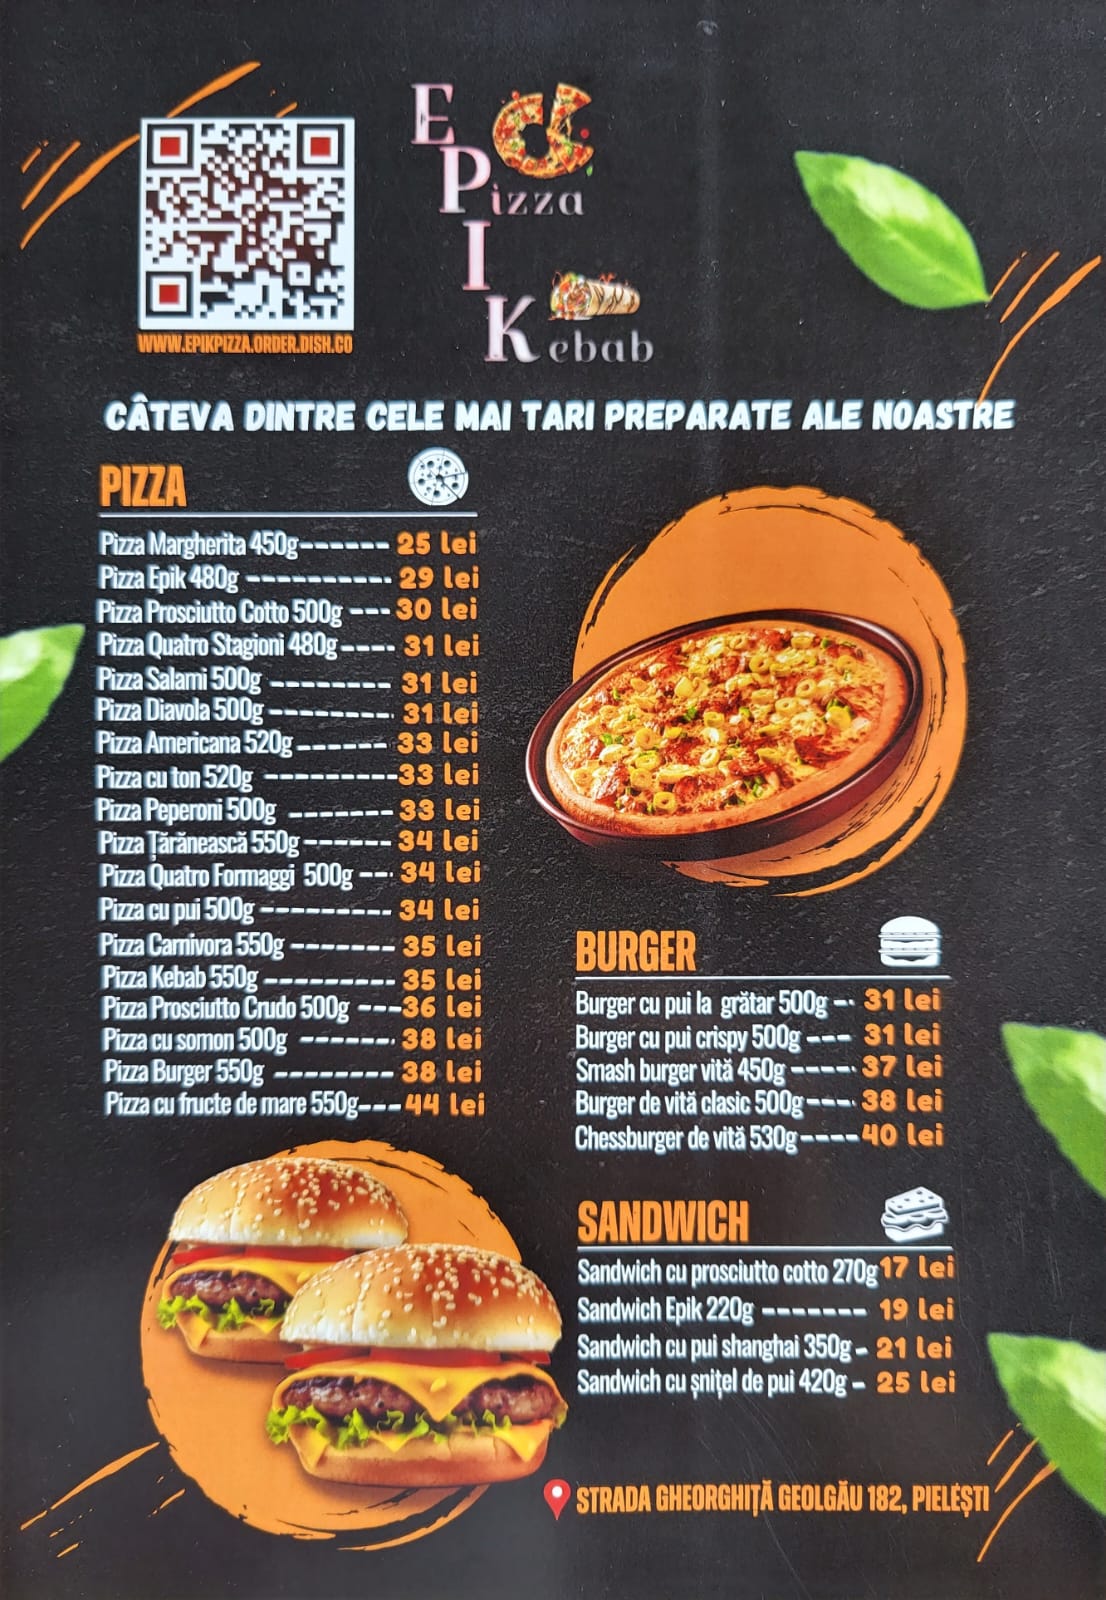 EPIK
Pizza
Kebab
WWW.EPIKPIZZA.ORDER.DISH.CO
CÂTEVA DINTRE CELE MAI TARI PREPARATE ALE NOASTRE
PIZZA
Pizza Margherita 450g------ 25 lei
Pizza Epik 480g ---------- 29 lei
Pizza Prosciutto Cotto 500g --- 30 lei
Pizza Quatro Stagioni 480g---- 31 lei
Pizza Salami 500g -------- 31 lei
Pizza Diavola 500g-------- 31 lei
Pizza Americana 520g------ 33 lei
Pizza cu ton 520g ---------33 lei
Pizza Peperoni 500g ------- 33 lei
Pizza Țărănească 550g------ 34 lei
Pizza Quatro Formaggi 500g --- 34 lei
Pizza cu pui 500g --------- 34 lei
Pizza Carnivora 550g ------- 35 lei
Pizza Kebab 550g --------- 35 lei
Pizza Prosciutto Crudo 500g ---36 lei
Pizza cu somon 500g ------- 38 lei
Pizza Burger 550g -------- 38 lei
Pizza cu fructe de mare 550g--- 44 lei
BURGER
Burger cu pui la grătar 500g -- 31 lei
Burger cu pui crispy 500g --- 31 lei
Smash burger vită 450g ----- 37 lei
Burger de vită clasic 500g---- 38 lei
Chessburger de vită 530g----40 lei
SANDWICH
Sandwich cu prosciutto cotto 270g 17 lei
Sandwich Epik 220g ------- 19 lei
Sandwich cu pui shanghai 350g - 21 lei
Sandwich cu șnițel de pui 420g - 25 lei
STRADA GHEORGHIȚĂ GEOLGĂU 182, PIELEȘTI